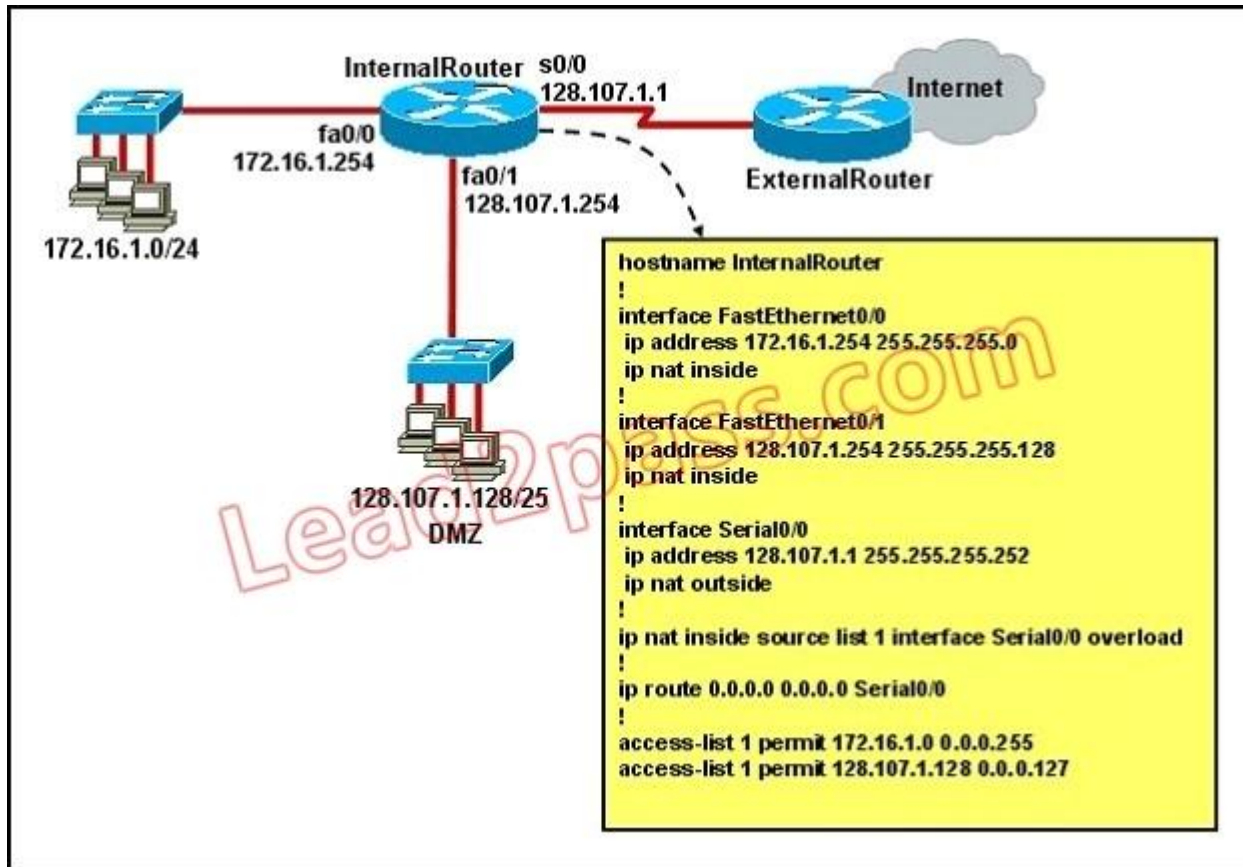 InternalRouter
s0/0
128.107.1.1
Internet
fa0/0
172.16.1.254
fa0/1
128.107.1.254
ExternalRouter
172.16.1.0/24
128.107.1.128/25
DMZ
hostname InternalRouter
!
interface FastEthernet0/0
ip address 172.16.1.254 255.255.255.0
ip nat inside
!
interface FastEthernet0/1
ip address 128.107.1.254 255.255.255.128
ip nat inside
!
interface Serial0/0
ip address 128.107.1.1 255.255.255.252
ip nat outside
!
ip nat inside source list 1 interface Serial0/0 overload
!
ip route 0.0.0.0 0.0.0.0 Serial0/0
!
access-list 1 permit 172.16.1.0 0.0.0.255
access-list 1 permit 128.107.1.128 0.0.0.127
Lead2pass.com